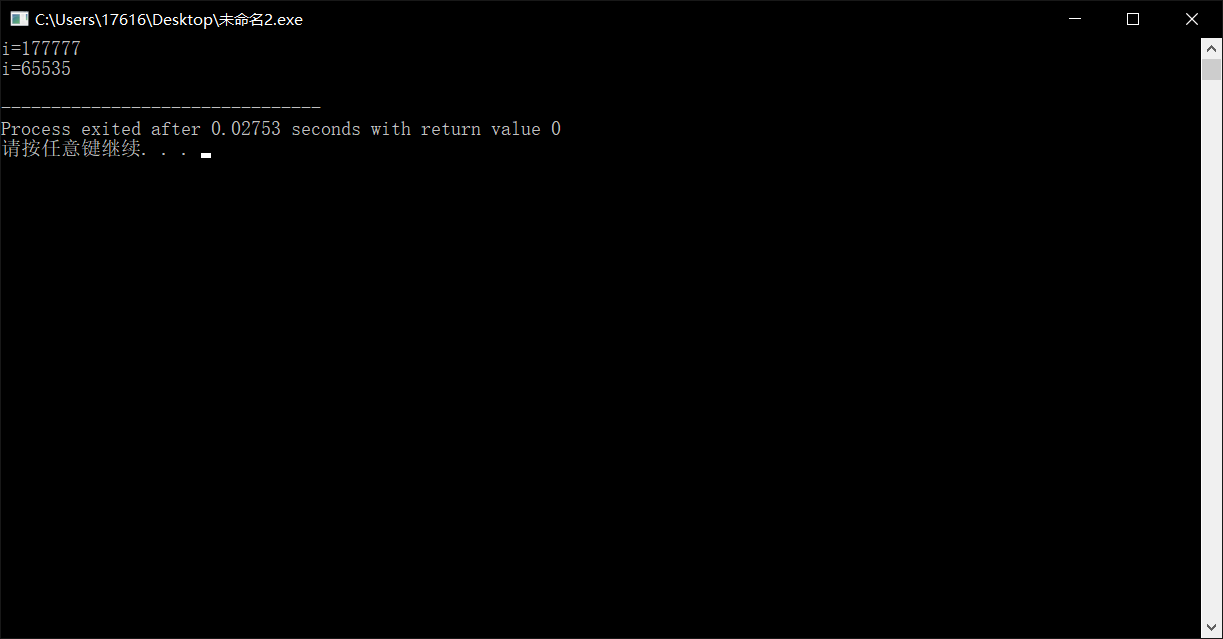 C:\Users\17616\Desktop\未命名2.exe
i=177777
i=65535
--------------------------------
Process exited after 0.02753 seconds with return value 0
请按任意键继续. . .